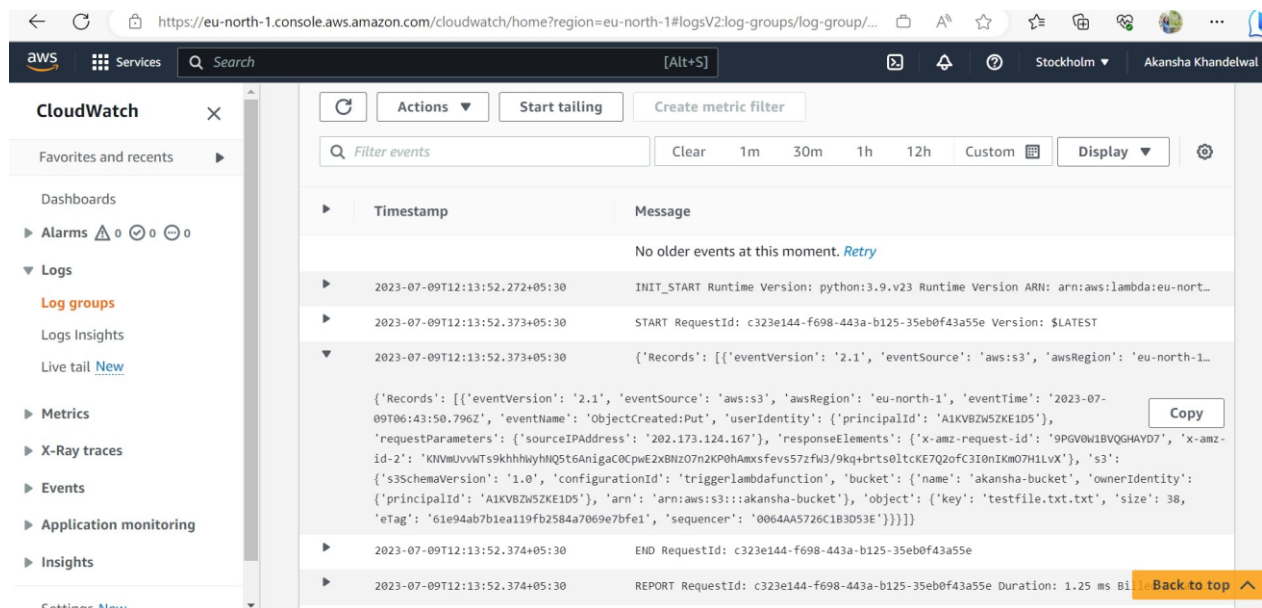 https://eu-north-1.console.aws.amazon.com/cloudwatch/home?region=eu-north-1#logsV2:log-groups/log-group/...
aws Services Search [Alt+S] Stockholm Akansha Khandelwal
CloudWatch
Favorites and recents
Dashboards
Alarms 0 0 0
Logs
Log groups
Logs Insights
Live tail New
Metrics
X-Ray traces
Events
Application monitoring
Insights
Settings New
Actions Start tailing Create metric filter
Filter events Clear 1m 30m 1h 12h Custom Display
Timestamp Message
No older events at this moment. Retry
2023-07-09T12:13:52.272+05:30 INIT_START Runtime Version: python:3.9.v23 Runtime Version ARN: arn:aws:lambda:eu-nort…
2023-07-09T12:13:52.373+05:30 START RequestId: c323e144-f698-443a-b125-35eb0f43a55e Version: $LATEST
2023-07-09T12:13:52.373+05:30 {'Records': [{'eventVersion': '2.1', 'eventSource': 'aws:s3', 'awsRegion': 'eu-north-1…
{'Records': [{'eventVersion': '2.1', 'eventSource': 'aws:s3', 'awsRegion': 'eu-north-1', 'eventTime': '2023-07-
09T06:43:50.796Z', 'eventName': 'ObjectCreated:Put', 'userIdentity': {'principalId': 'A1KVBZW5ZKE1D5'},
Copy
'requestParameters': {'sourceIPAddress': '202.173.124.167'}, 'responseElements': {'x-amz-request-id': '9PGV0W1BVQGHAYD7', 'x-amz-
id-2': 'KNVmUvvWTs9khhhWyhNQ5t6AnigaC0CpwE2xBNzO7n2KP0hAmxsfevs57zfW3/9kq+brts0ltcKE7Q2ofC3I0nIKmO7H1LvX'}, 's3':
{'s3SchemaVersion': '1.0', 'configurationId': 'triggerlambdafunction', 'bucket': {'name': 'akansha-bucket', 'ownerIdentity':
{'principalId': 'A1KVBZW5ZKE1D5'}, 'arn': 'arn:aws:s3:::akansha-bucket'}, 'object': {'key': 'testfile.txt.txt', 'size': 38,
'eTag': '61e94ab7b1ea119fb2584a7069e7bfe1', 'sequencer': '0064AA5726C1B3D53E'}}}]}
2023-07-09T12:13:52.374+05:30 END RequestId: c323e144-f698-443a-b125-35eb0f43a55e
2023-07-09T12:13:52.374+05:30 REPORT RequestId: c323e144-f698-443a-b125-35eb0f43a55e Duration: 1.25 ms
Back to top